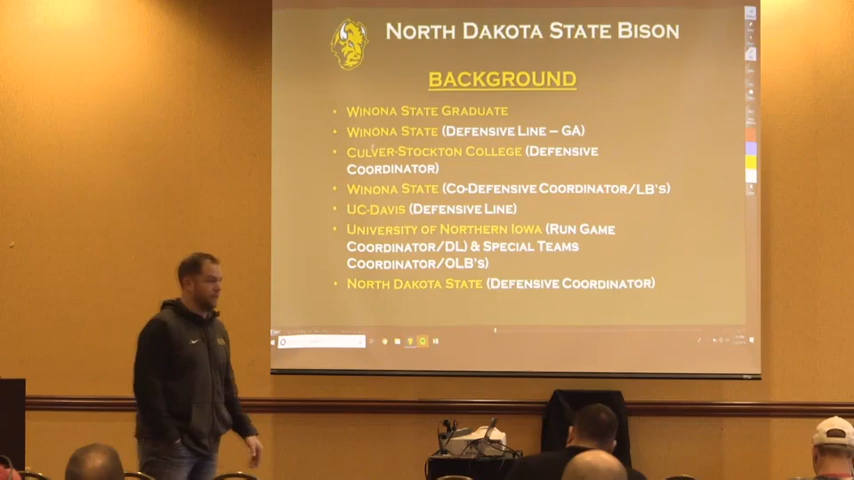 North Dakota State Bison
BACKGROUND
• Winona State Graduate
• Winona State (Defensive Line – GA)
• Culver-Stockton College (Defensive
Coordinator)
• Winona State (Co-Defensive Coordinator/LB's)
• UC-Davis (Defensive Line)
• University of Northern Iowa (Run Game
Coordinator/DL) & Special Teams
Coordinator/OLB's)
• North Dakota State (Defensive Coordinator)